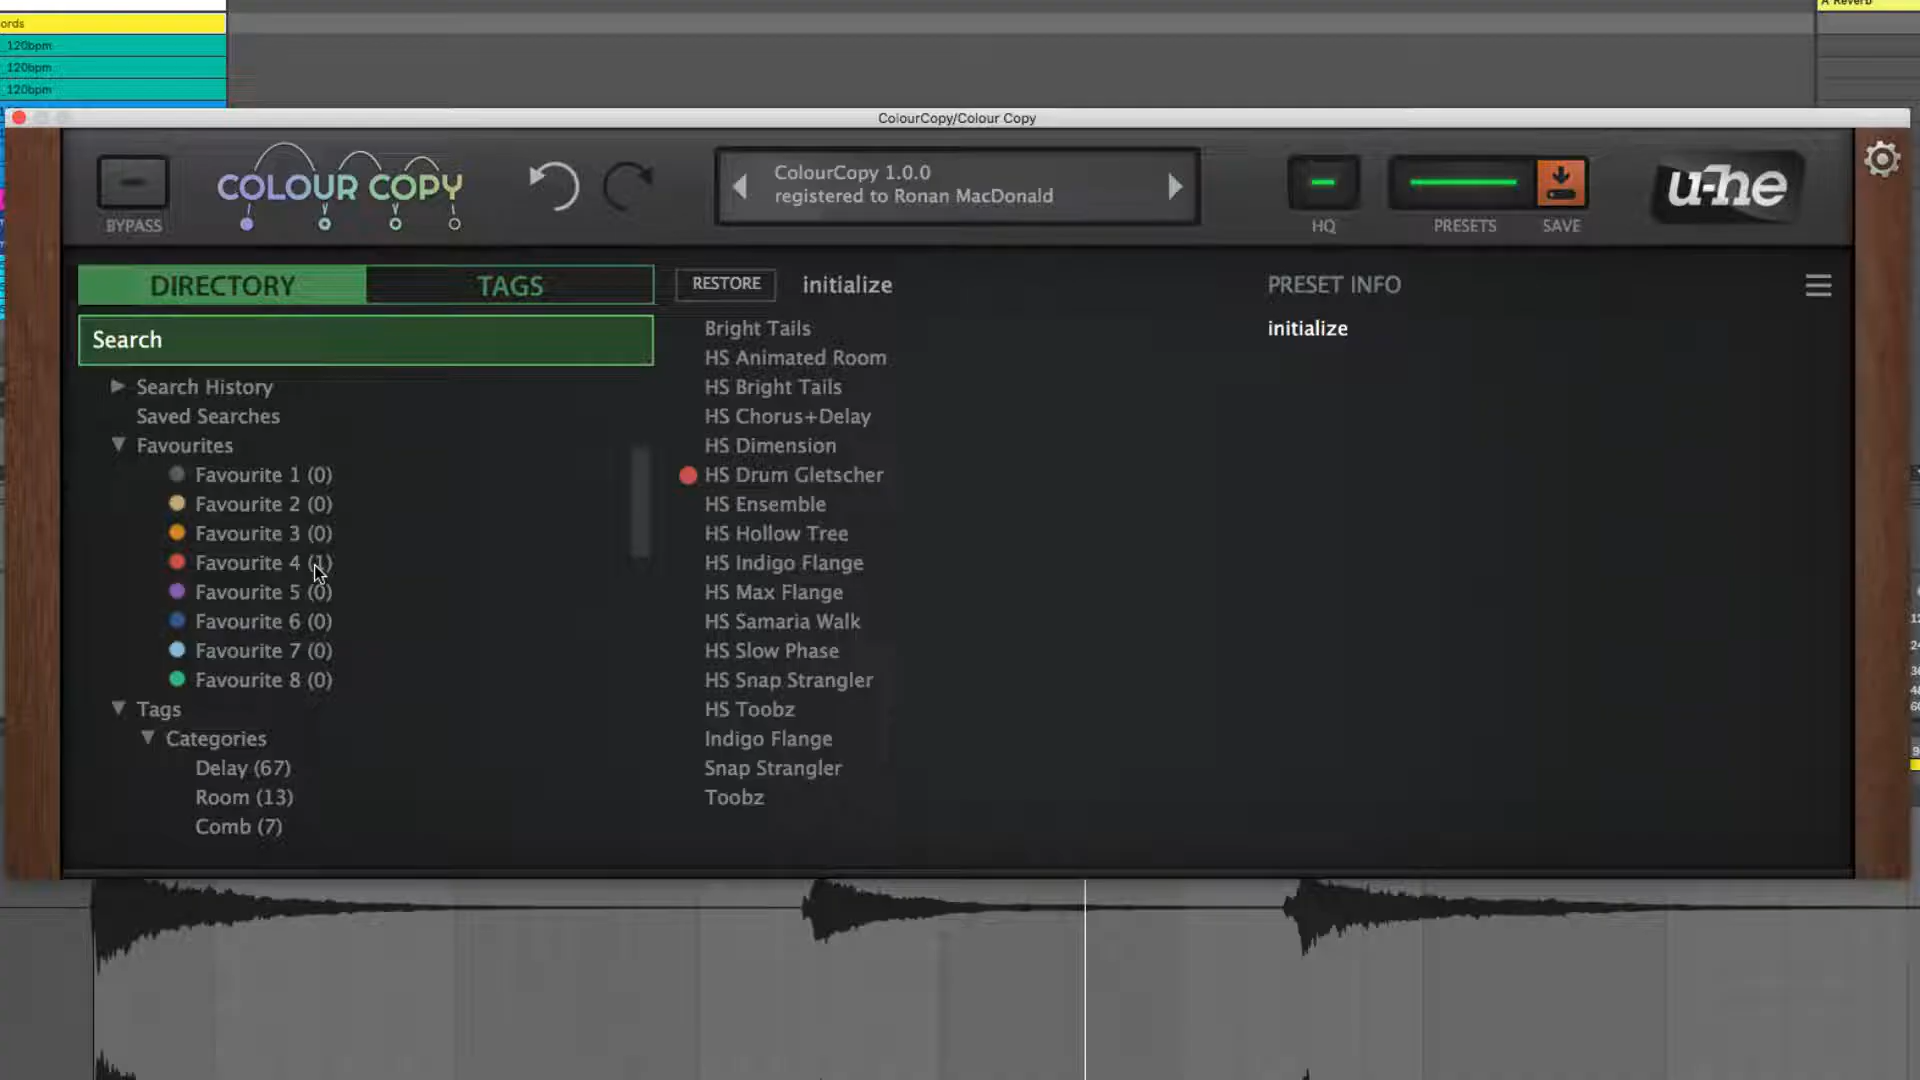 ords
120bpm
120bpm
120bpm
A Reverb
ColourCopy/Colour Copy
BYPASS
COLOUR COPY
ColourCopy 1.0.0
registered to Ronan MacDonald
HQ
PRESETS
SAVE
u-he
DIRECTORY
TAGS
RESTORE
initialize
PRESET INFO
Search
initialize
Search History
Saved Searches
Favourites
Favourite 1 (0)
Favourite 2 (0)
Favourite 3 (0)
Favourite 4 (1)
Favourite 5 (0)
Favourite 6 (0)
Favourite 7 (0)
Favourite 8 (0)
Tags
Categories
Delay (67)
Room (13)
Comb (7)
Bright Tails
HS Animated Room
HS Bright Tails
HS Chorus+Delay
HS Dimension
HS Drum Gletscher
HS Ensemble
HS Hollow Tree
HS Indigo Flange
HS Max Flange
HS Samaria Walk
HS Slow Phase
HS Snap Strangler
HS Toobz
Indigo Flange
Snap Strangler
Toobz